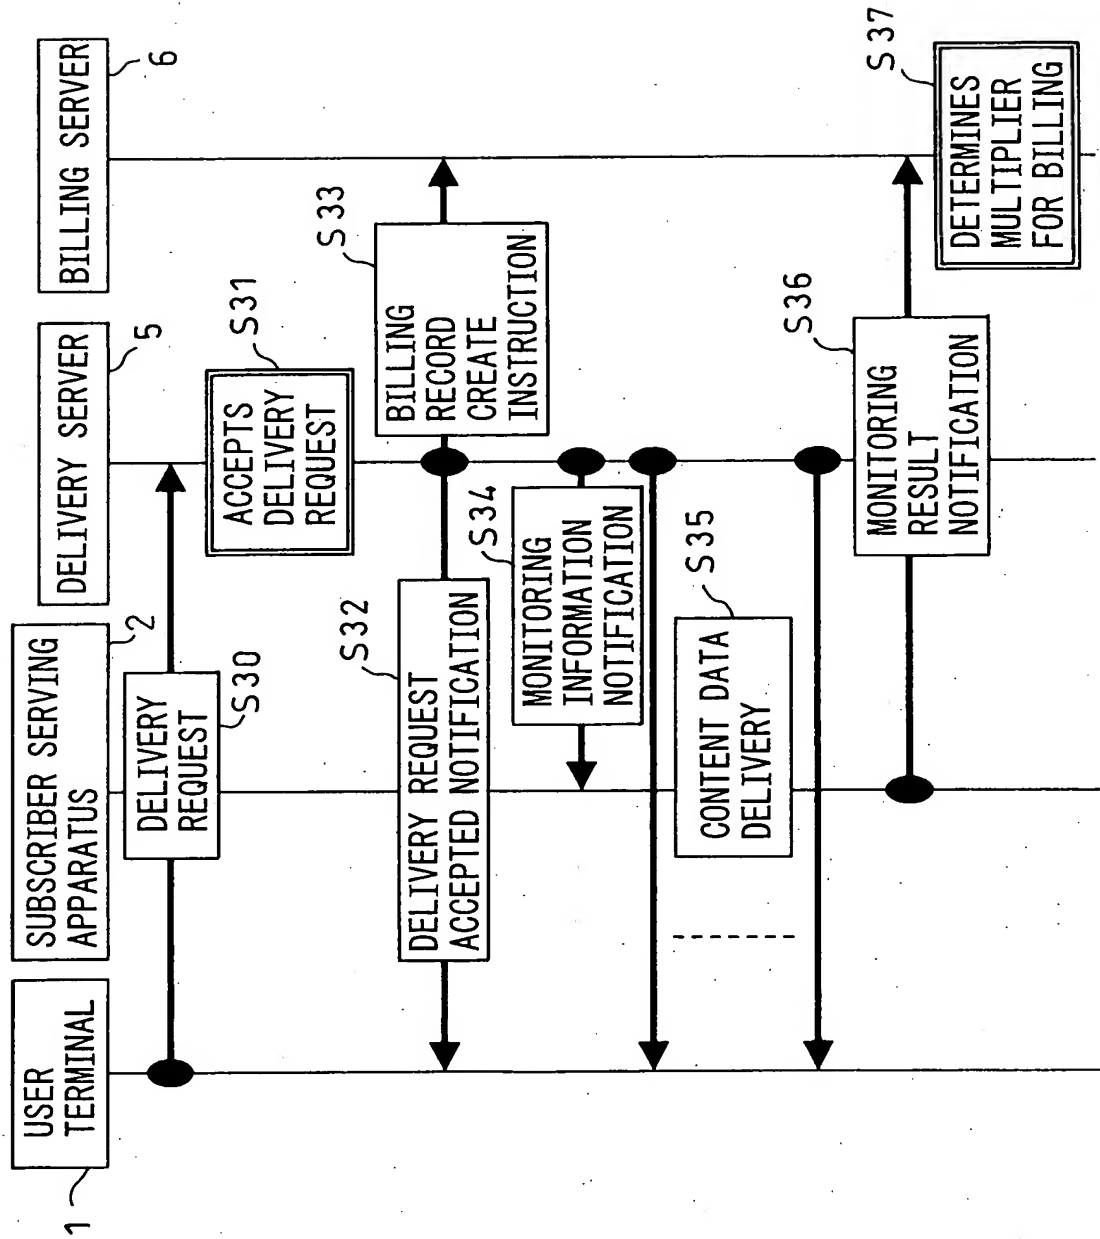 USER
TERMINAL
1
SUBSCRIBER SERVING
APPARATUS
2
DELIVERY SERVER
5
BILLING SERVER
6
DELIVERY
REQUEST
S30
ACCEPTS
DELIVERY
REQUEST
S31
DELIVERY REQUEST
ACCEPTED NOTIFICATION
S32
BILLING
RECORD
CREATE
INSTRUCTION
S33
MONITORING
INFORMATION
NOTIFICATION
S34
CONTENT DATA
DELIVERY
S35
MONITORING
RESULT
NOTIFICATION
S36
DETERMINES
MULTIPLIER
FOR BILLING
S37